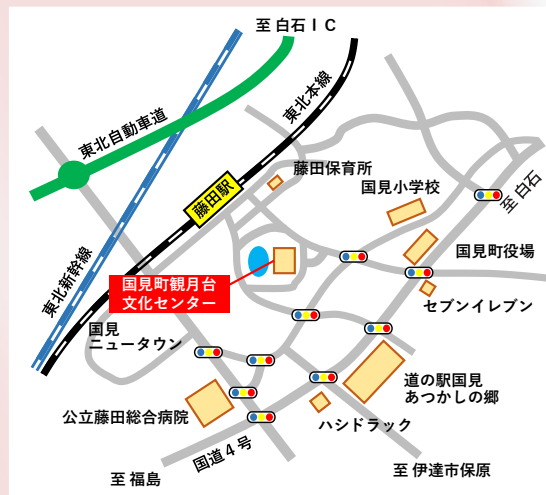 至 白石ＩＣ
東北自動車道
東北本線
藤田保育所
藤田駅
国見小学校
至 白石
国見町役場
東北新幹線
国見町観月台
文化センター
セブンイレブン
国見
ニュータウン
道の駅国見
あつかしの郷
公立藤田総合病院
ハシドラック
国道４号
至 福島
至 伊達市保原